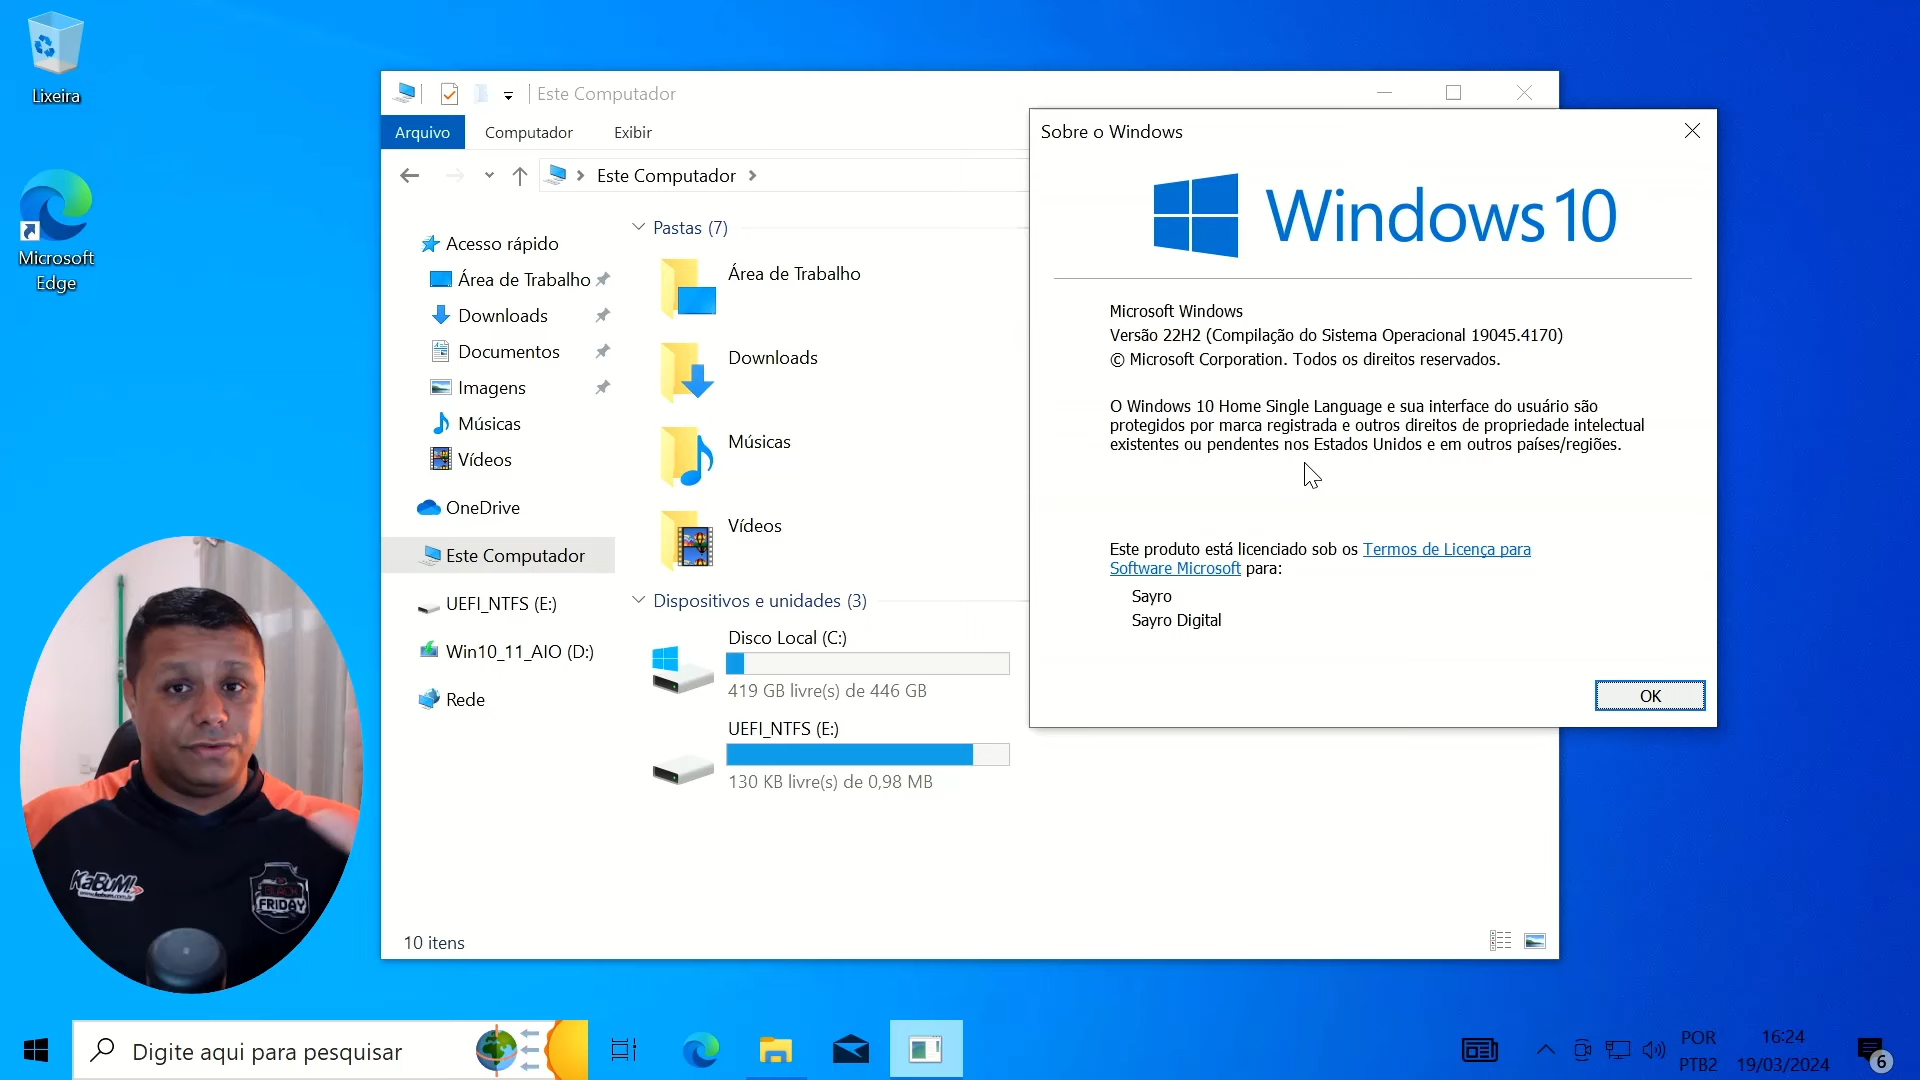 Lixeira
Microsoft
Edge
Este Computador
Arquivo
Computador
Exibir
Este Computador
Acesso rápido
Área de Trabalho
Downloads
Documentos
Imagens
Músicas
Vídeos
OneDrive
Este Computador
UEFI_NTFS (E:)
Win10_11_AIO (D:)
Rede
Pastas (7)
Área de Trabalho
Downloads
Músicas
Vídeos
Dispositivos e unidades (3)
Disco Local (C:)
419 GB livre(s) de 446 GB
UEFI_NTFS (E:)
130 KB livre(s) de 0,98 MB
10 itens
Sobre o Windows
Windows 10
Microsoft Windows
Versão 22H2 (Compilação do Sistema Operacional 19045.4170)
© Microsoft Corporation. Todos os direitos reservados.
O Windows 10 Home Single Language e sua interface do usuário são
protegidos por marca registrada e outros direitos de propriedade intelectual
existentes ou pendentes nos Estados Unidos e em outros países/regiões.
Este produto está licenciado sob os Termos de Licença para
Software Microsoft para:
Sayro
Sayro Digital
OK
KaBuM!
BLACK
FRIDAY
Digite aqui para pesquisar
POR
PTB2
16:24
19/03/2024
6